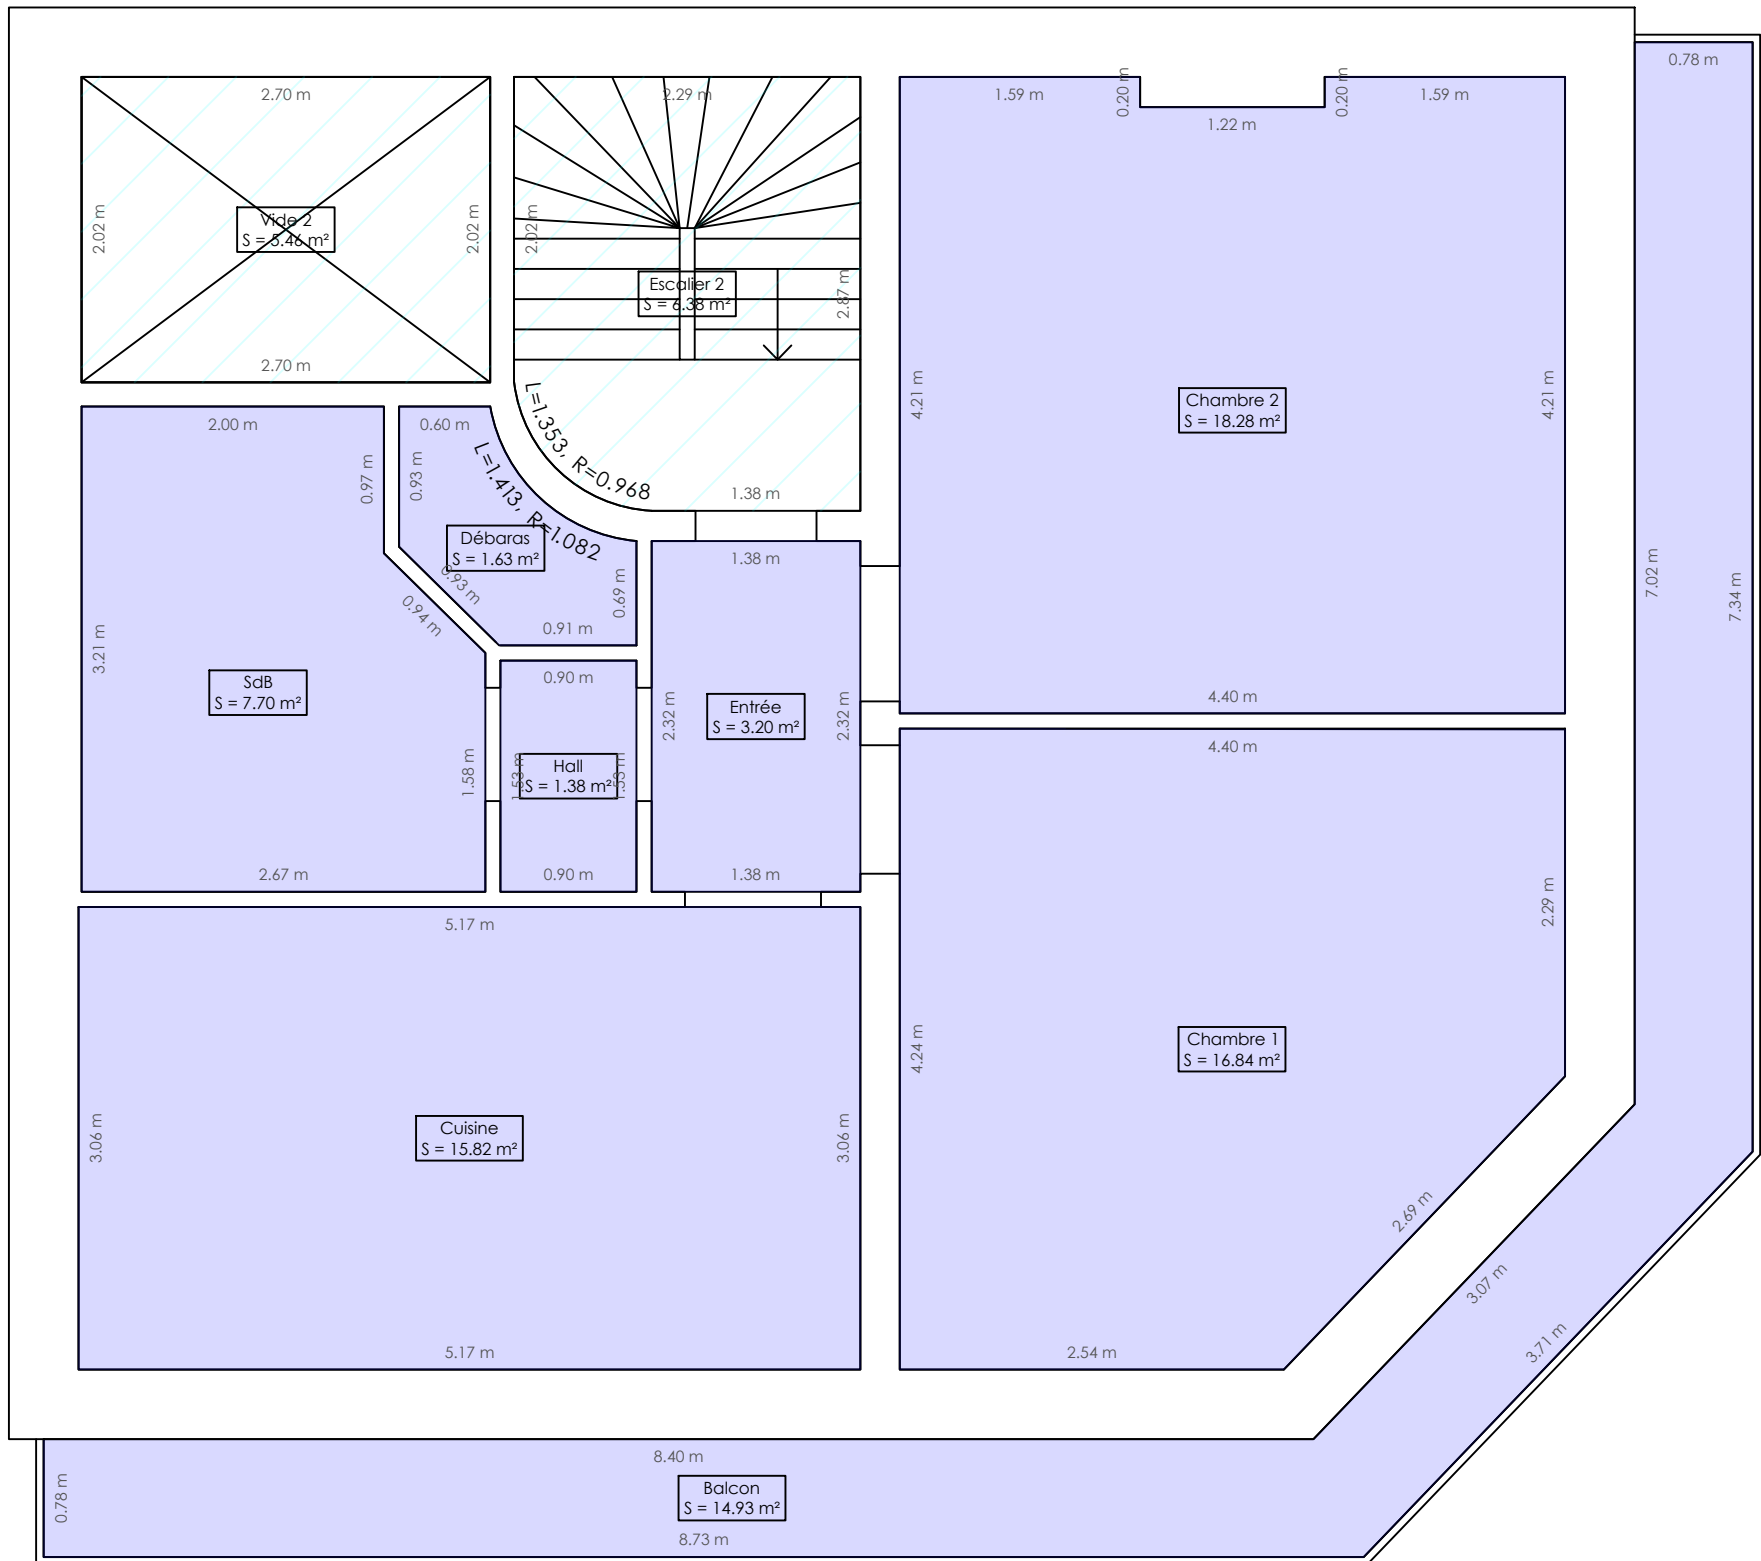 0.78 m
2.70 m
2.29 m
1.59 m
0.20 m
0.20 m
1.59 m
1.22 m
2.02 m
Vide 2
S = 5.46 m²
2.02 m
2.02 m
Escalier 2
S = 6.38 m²
2.87 m
2.70 m
4.21 m
Chambre 2
S = 18.28 m²
4.21 m
2.00 m
0.60 m
L=1.353, R=0.968
0.97 m
0.93 m
L=1.413, R=1.082
1.38 m
Débaras
S = 1.63 m²
1.38 m
0.93 m
0.94 m
0.69 m
0.91 m
7.02 m
7.34 m
3.21 m
SdB
S = 7.70 m²
0.90 m
2.32 m
Entrée
S = 3.20 m²
2.32 m
4.40 m
4.40 m
1.58 m
1.53 m
Hall
S = 1.38 m²
1.53 m
2.67 m
0.90 m
1.38 m
2.29 m
5.17 m
4.24 m
Chambre 1
S = 16.84 m²
3.06 m
Cuisine
S = 15.82 m²
3.06 m
2.69 m
3.07 m
3.71 m
5.17 m
2.54 m
8.40 m
0.78 m
Balcon
S = 14.93 m²
8.73 m